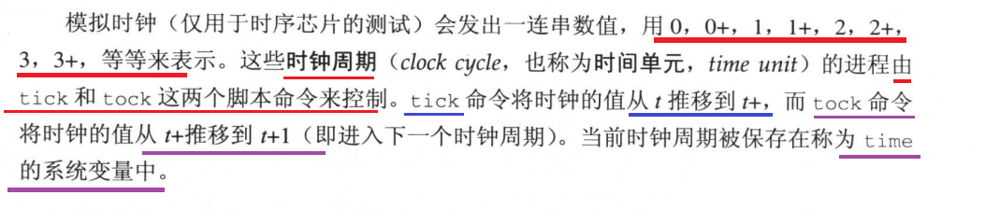 模拟时钟（仅用于时序芯片的测试）会发出一连串数值，用 0，0+，1，1+，2，2+，
3，3+，等等来表示。这些时钟周期（clock cycle，也称为时间单元，time unit）的进程由
tick 和 tock 这两个脚本命令来控制。tick 命令将时钟的值从 t 推移到 t+，而 tock 命令
将时钟的值从 t+推移到 t+1（即进入下一个时钟周期）。当前时钟周期被保存在称为 time
的系统变量中。